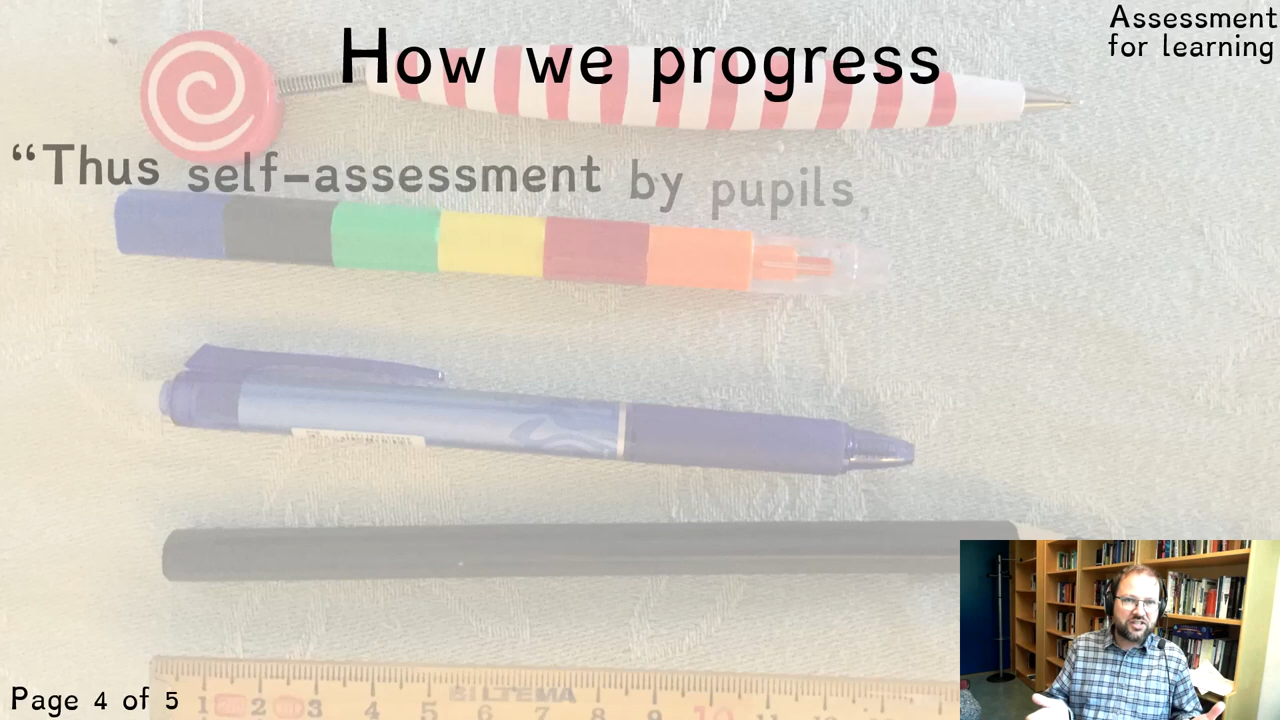 How we progress
Assessment
for learning
“Thus self-assessment by pupils,
BILTEMA
1 2 3 4 5 6 7 8 9 10 11
Page 4 of 5